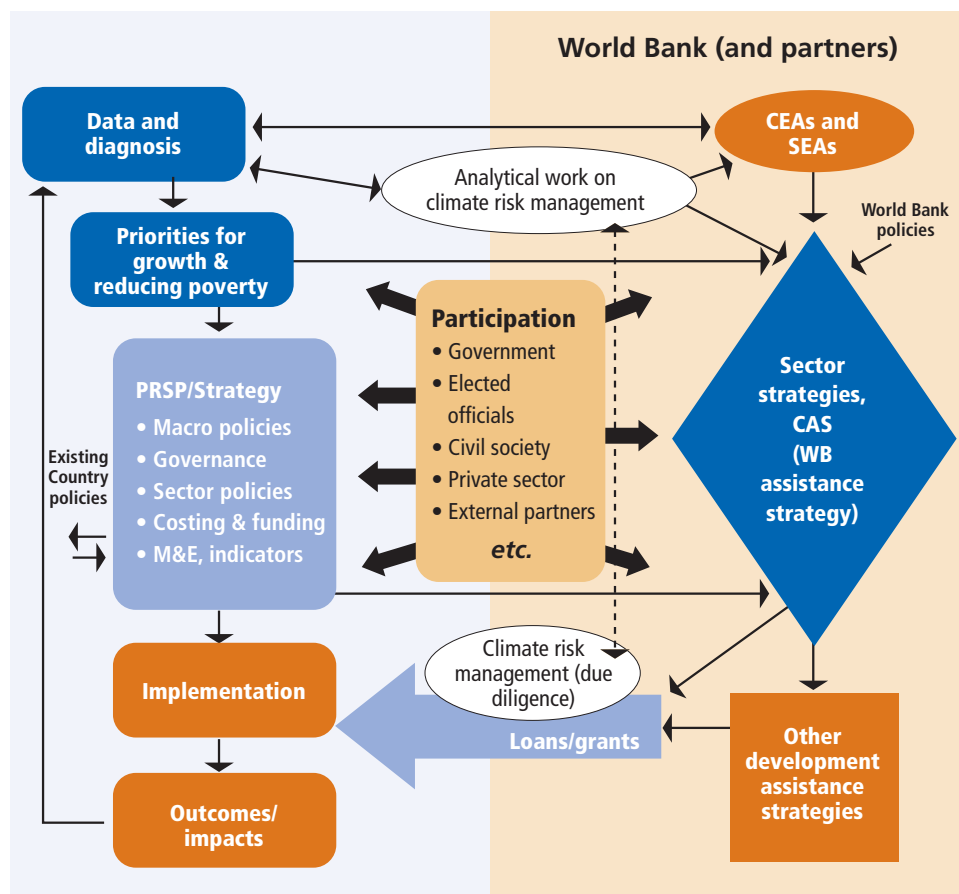 World Bank (and partners)
Data and
diagnosis
CEAs and
SEAs
Analytical work on
climate risk management
World Bank
policies
Priorities for
growth &
reducing poverty
Participation
• Government
• Elected
officials
• Civil society
• Private sector
• External partners
etc.
PRSP/Strategy
• Macro policies
• Governance
• Sector policies
• Costing & funding
• M&E, indicators
Existing
Country
policies
Sector
strategies,
CAS
(WB
assistance
strategy)
Climate risk
management (due
diligence)
Implementation
Loans/grants
Other
development
assistance
strategies
Outcomes/
impacts